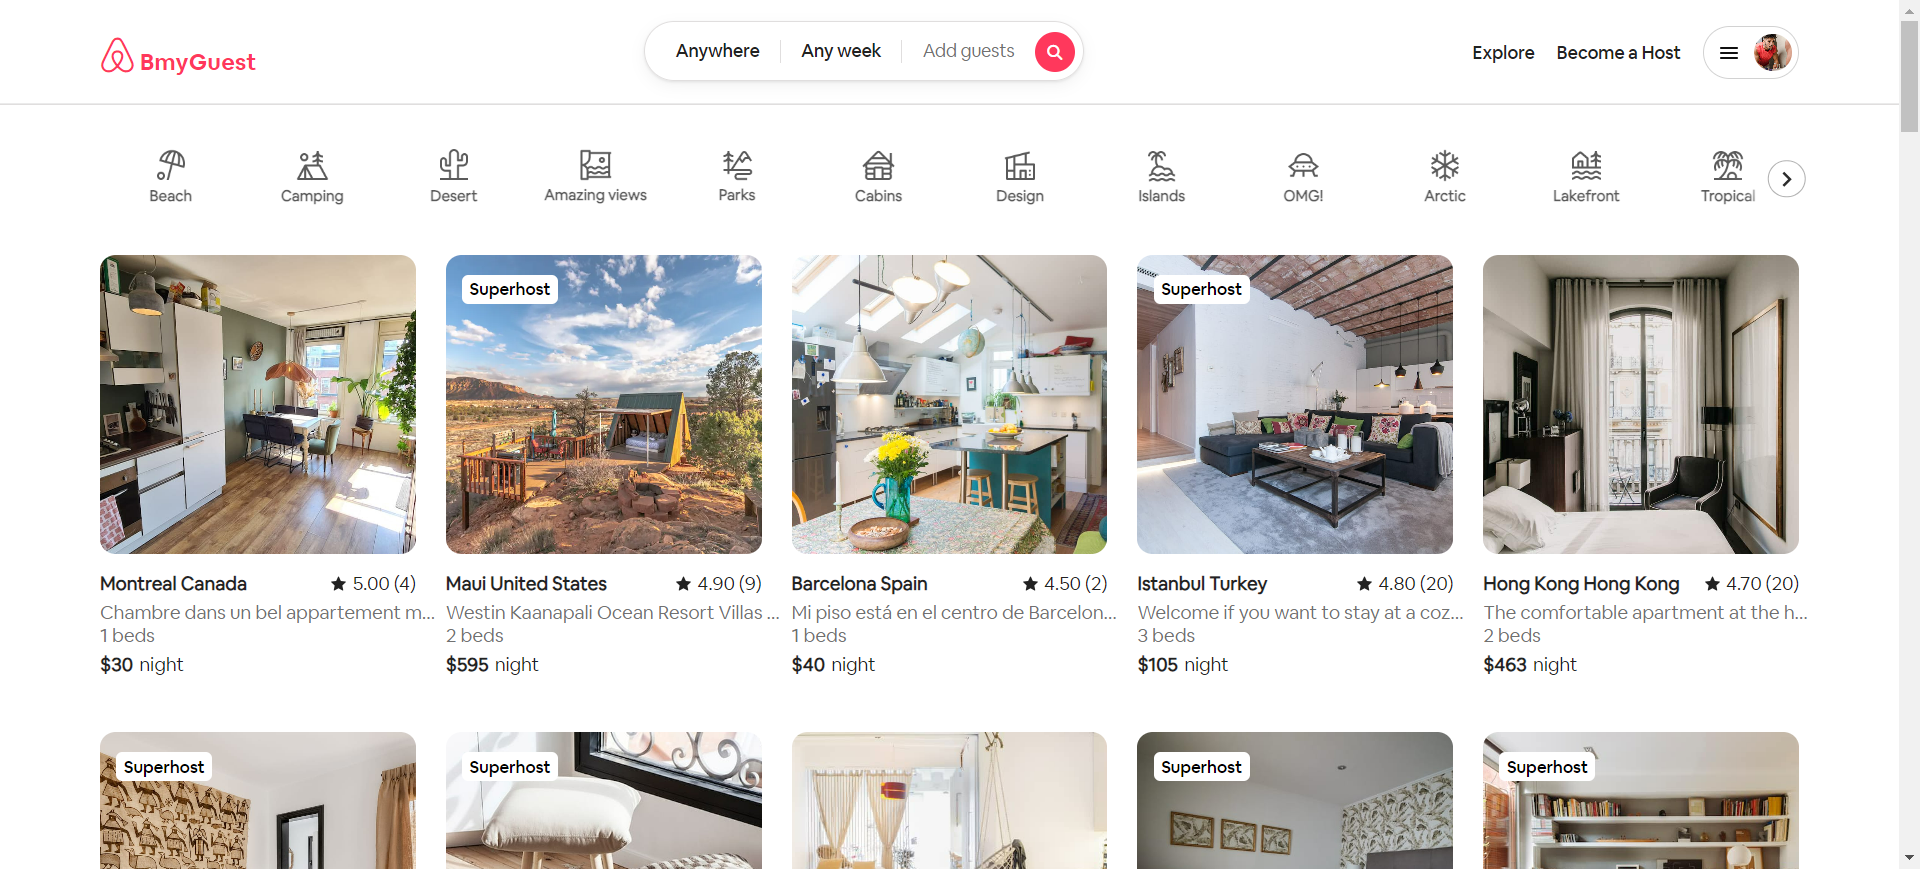 BmyGuest
Anywhere
Any week
Add guests
Explore
Become a Host
Beach
Camping
Desert
Amazing views
Parks
Cabins
Design
Islands
OMG!
Arctic
Lakefront
Tropical
Superhost
Superhost
Montreal Canada
5.00 (4)
Chambre dans un bel appartement m...
1 beds
$30 night
Maui United States
4.90 (9)
Westin Kaanapali Ocean Resort Villas ...
2 beds
$595 night
Barcelona Spain
4.50 (2)
Mi piso está en el centro de Barcelon...
1 beds
$40 night
Istanbul Turkey
4.80 (20)
Welcome if you want to stay at a coz...
3 beds
$105 night
Hong Kong Hong Kong
4.70 (20)
The comfortable apartment at the h...
2 beds
$463 night
Superhost
Superhost
Superhost
Superhost